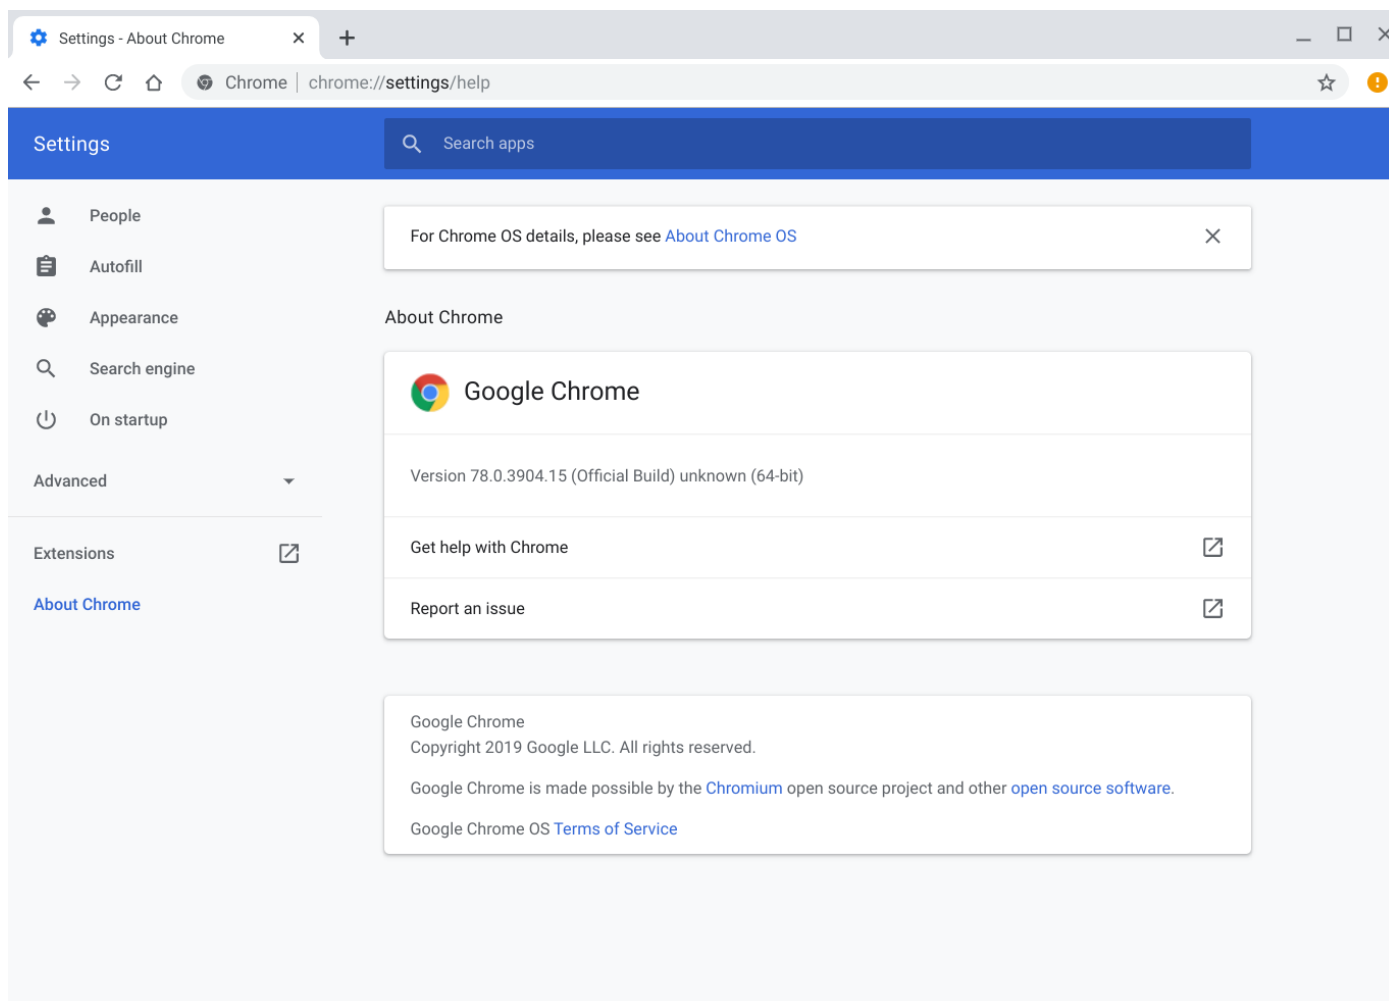 Settings - About Chrome
Chrome | chrome://settings/help
Settings
Search apps
People
Autofill
Appearance
Search engine
On startup
Advanced
Extensions
About Chrome
For Chrome OS details, please see About Chrome OS
About Chrome
Google Chrome
Version 78.0.3904.15 (Official Build) unknown (64-bit)
Get help with Chrome
Report an issue
Google Chrome
Copyright 2019 Google LLC. All rights reserved.
Google Chrome is made possible by the Chromium open source project and other open source software.
Google Chrome OS Terms of Service